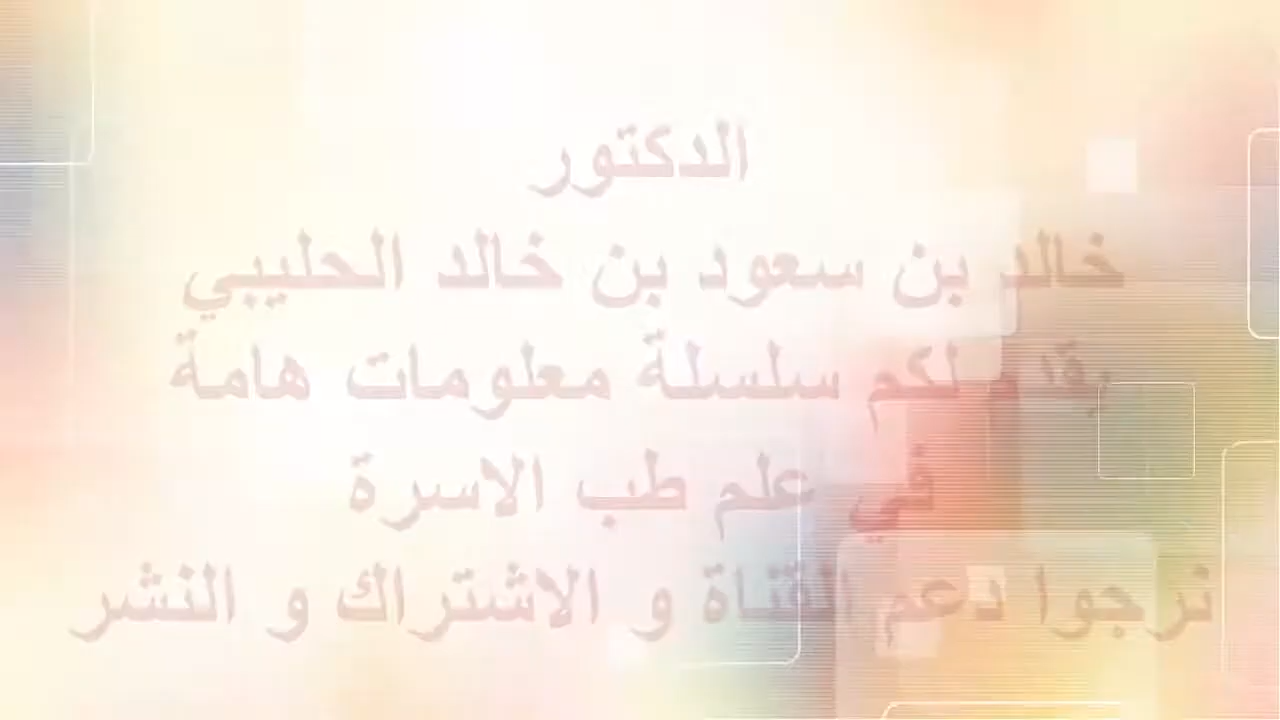 الدكتور
خالد بن سعود بن خالد الحليبي
يقدم لكم سلسلة معلومات هامة
في علم طب الاسرة
نرجوا دعم القناة و الاشتراك و النشر